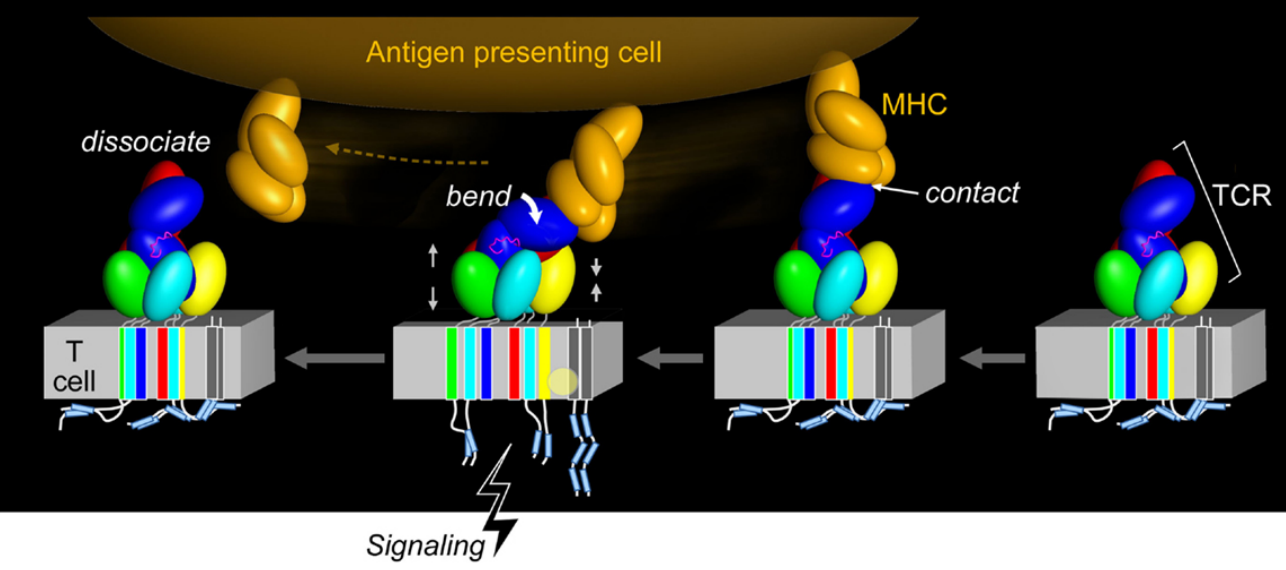 Antigen presenting cell
MHC
dissociate
bend
contact
TCR
T
cell
Signaling